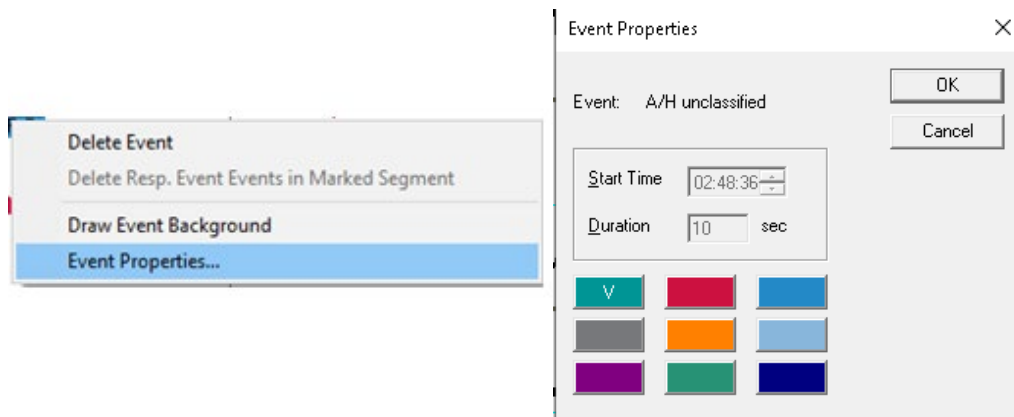 Delete Event
Delete Resp. Event Events in Marked Segment
Draw Event Background
Event Properties...
Event Properties
Event: A/H unclassified
OK
Cancel
Start Time 02:48:36
Duration 10 sec
V